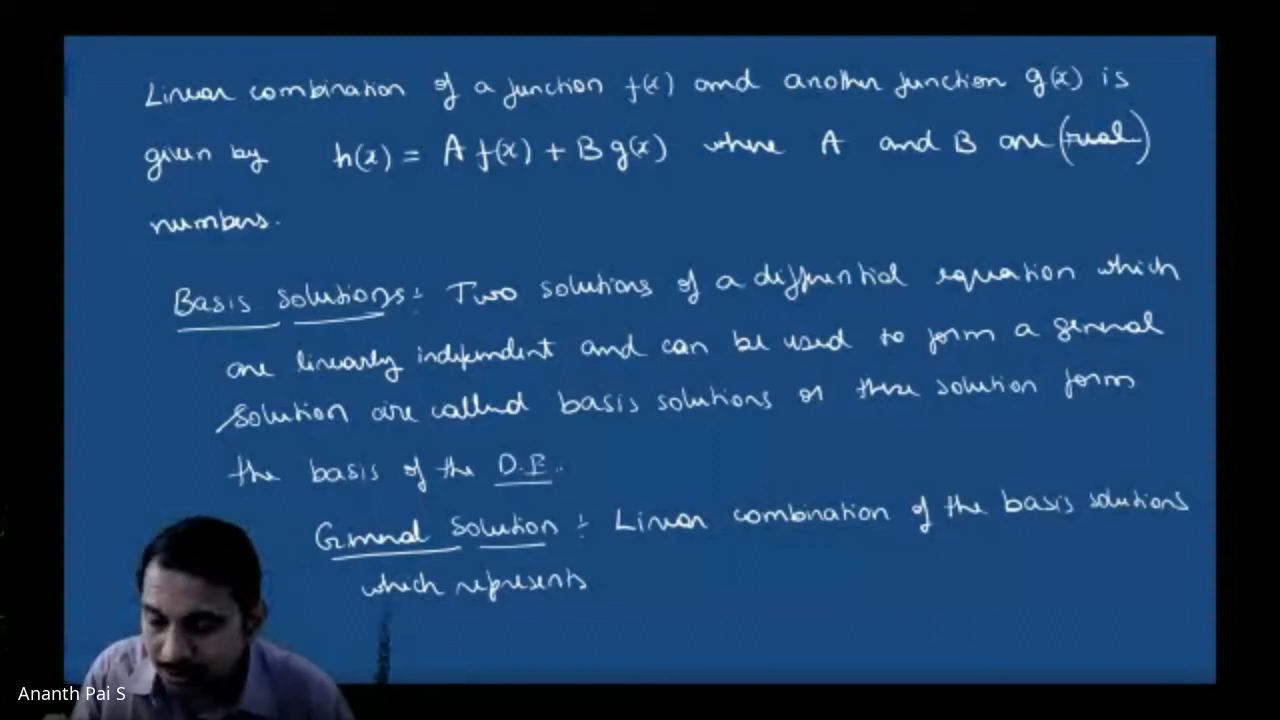 Linear combination of a function f(x) and another function g(x) is
given by h(x) = A f(x) + B g(x) where A and B are (real)
numbers.
Basis solutions : Two solutions of a differential equation which
are linearly independent and can be used to form a general
solution are called basis solutions or these solution form
the basis of the D.E..
General Solution : Linear combination of the basis solutions
which represents
Ananth Pai S